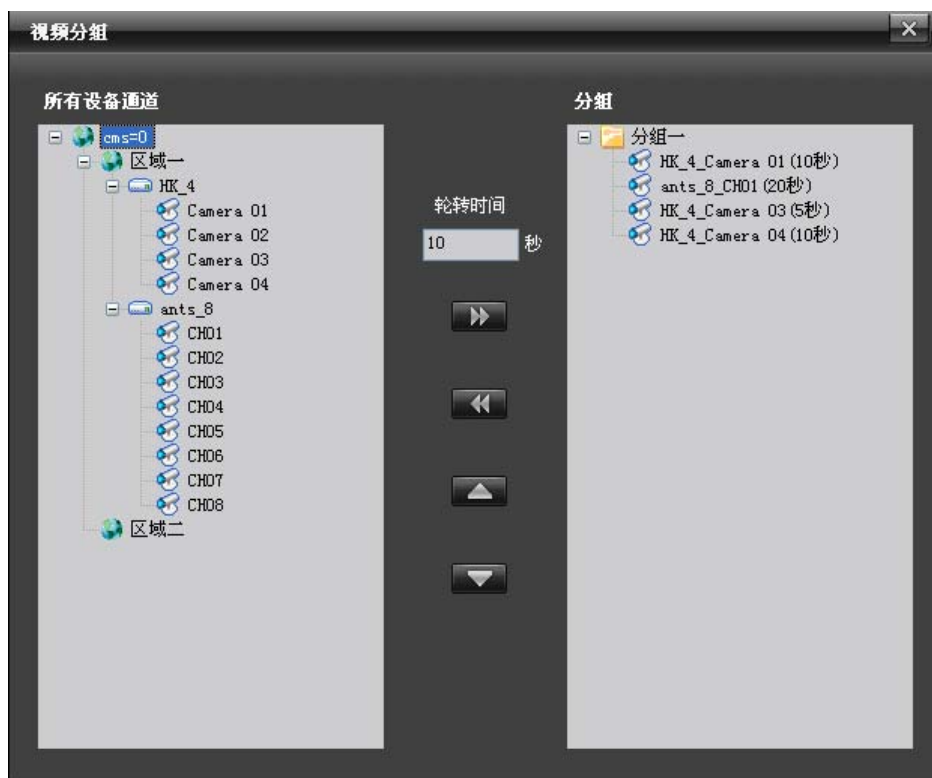 视频分组
所有设备通道
cms=0
区域一
HK_4
Camera 01
Camera 02
Camera 03
Camera 04
ants_8
CH01
CH02
CH03
CH04
CH05
CH06
CH07
CH08
区域二
轮转时间
10 秒
分组
分组一
HK_4_Camera 01(10秒)
ants_8_CH01(20秒)
HK_4_Camera 03(5秒)
HK_4_Camera 04(10秒)